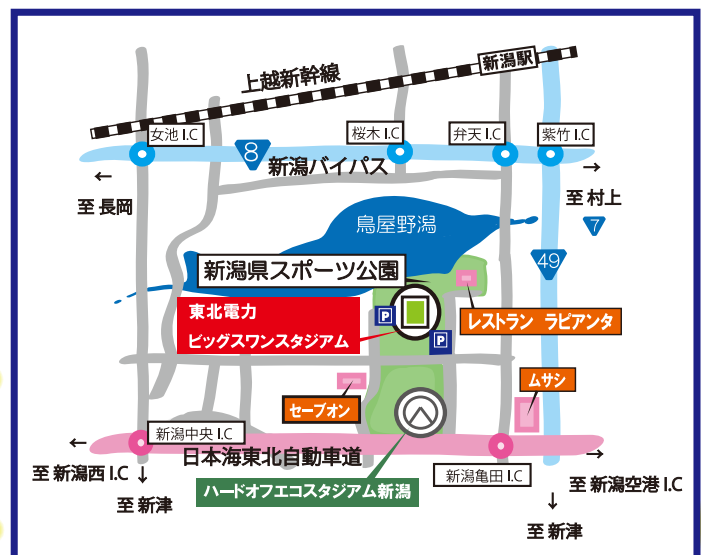 新潟駅
上越新幹線
女池 I.C
桜木 I.C
弁天 I.C
紫竹 I.C
8
新潟バイパス
至 長岡
至 村上
7
鳥屋野潟
49
新潟県スポーツ公園
東北電力
ビッグスワンスタジアム
P
レストラン ラピアンタ
P
ムサシ
セーブオン
新潟中央 I.C
日本海東北自動車道
新潟亀田 I.C
至 新潟西 I.C
至 新津
ハードオフエコスタジアム新潟
至 新潟空港 I.C
至 新津